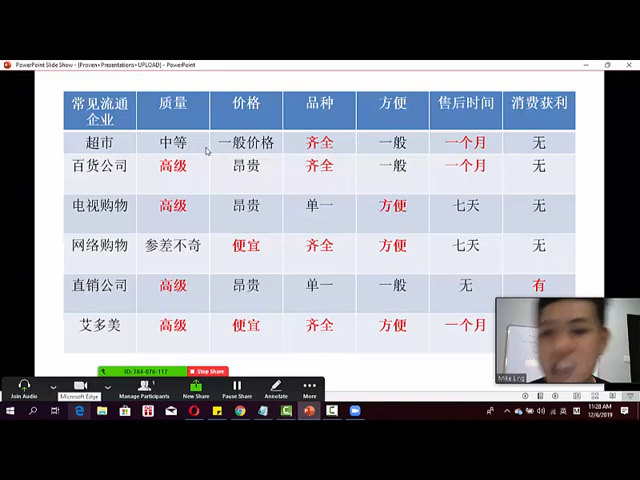 PowerPoint Slide Show - [Proven+Presentations+UPLOAD] - PowerPoint
常见流通企业 质量 价格 品种 方便 售后时间 消费获利
超市 中等 一般价格 齐全 一般 一个月 无
百货公司 高级 昂贵 齐全 一般 一个月 无
电视购物 高级 昂贵 单一 方便 七天 无
网络购物 参差不奇 便宜 齐全 方便 七天 无
直销公司 高级 昂贵 单一 一般 无 有
艾多美 高级 便宜 齐全 方便 一个月
Mike Ling
ID: 784-076-117 Stop Share
Join Audio Microsoft Edge Manage Participants New Share Pause Share Annotate More
11:28 AM
12/6/2019